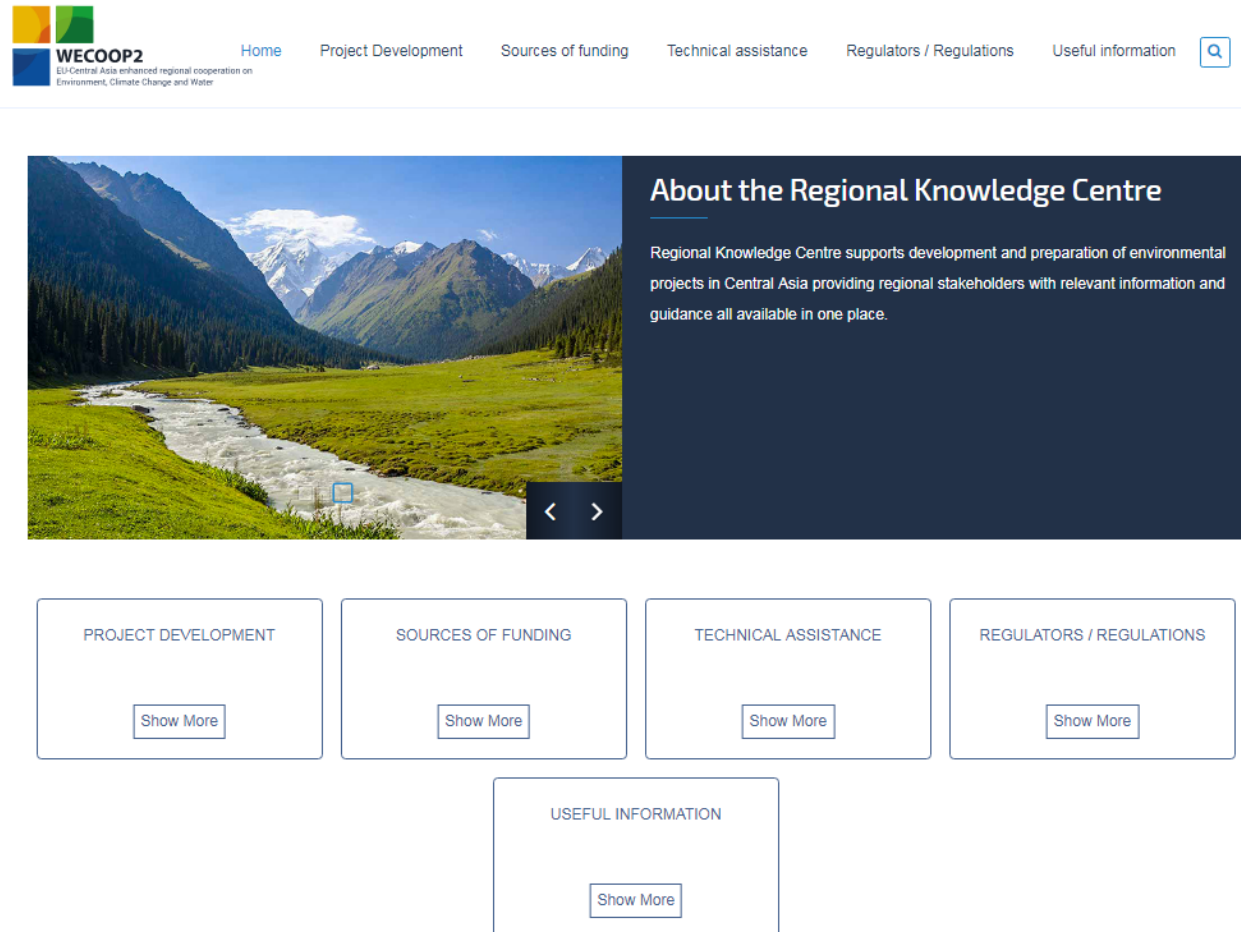 WECOOP2
EU-Central Asia enhanced regional cooperation on
Environment, Climate Change and Water
Home
Project Development
Sources of funding
Technical assistance
Regulators / Regulations
Useful information
About the Regional Knowledge Centre
Regional Knowledge Centre supports development and preparation of environmental
projects in Central Asia providing regional stakeholders with relevant information and
guidance all available in one place.
PROJECT DEVELOPMENT
Show More
SOURCES OF FUNDING
Show More
TECHNICAL ASSISTANCE
Show More
REGULATORS / REGULATIONS
Show More
USEFUL INFORMATION
Show More